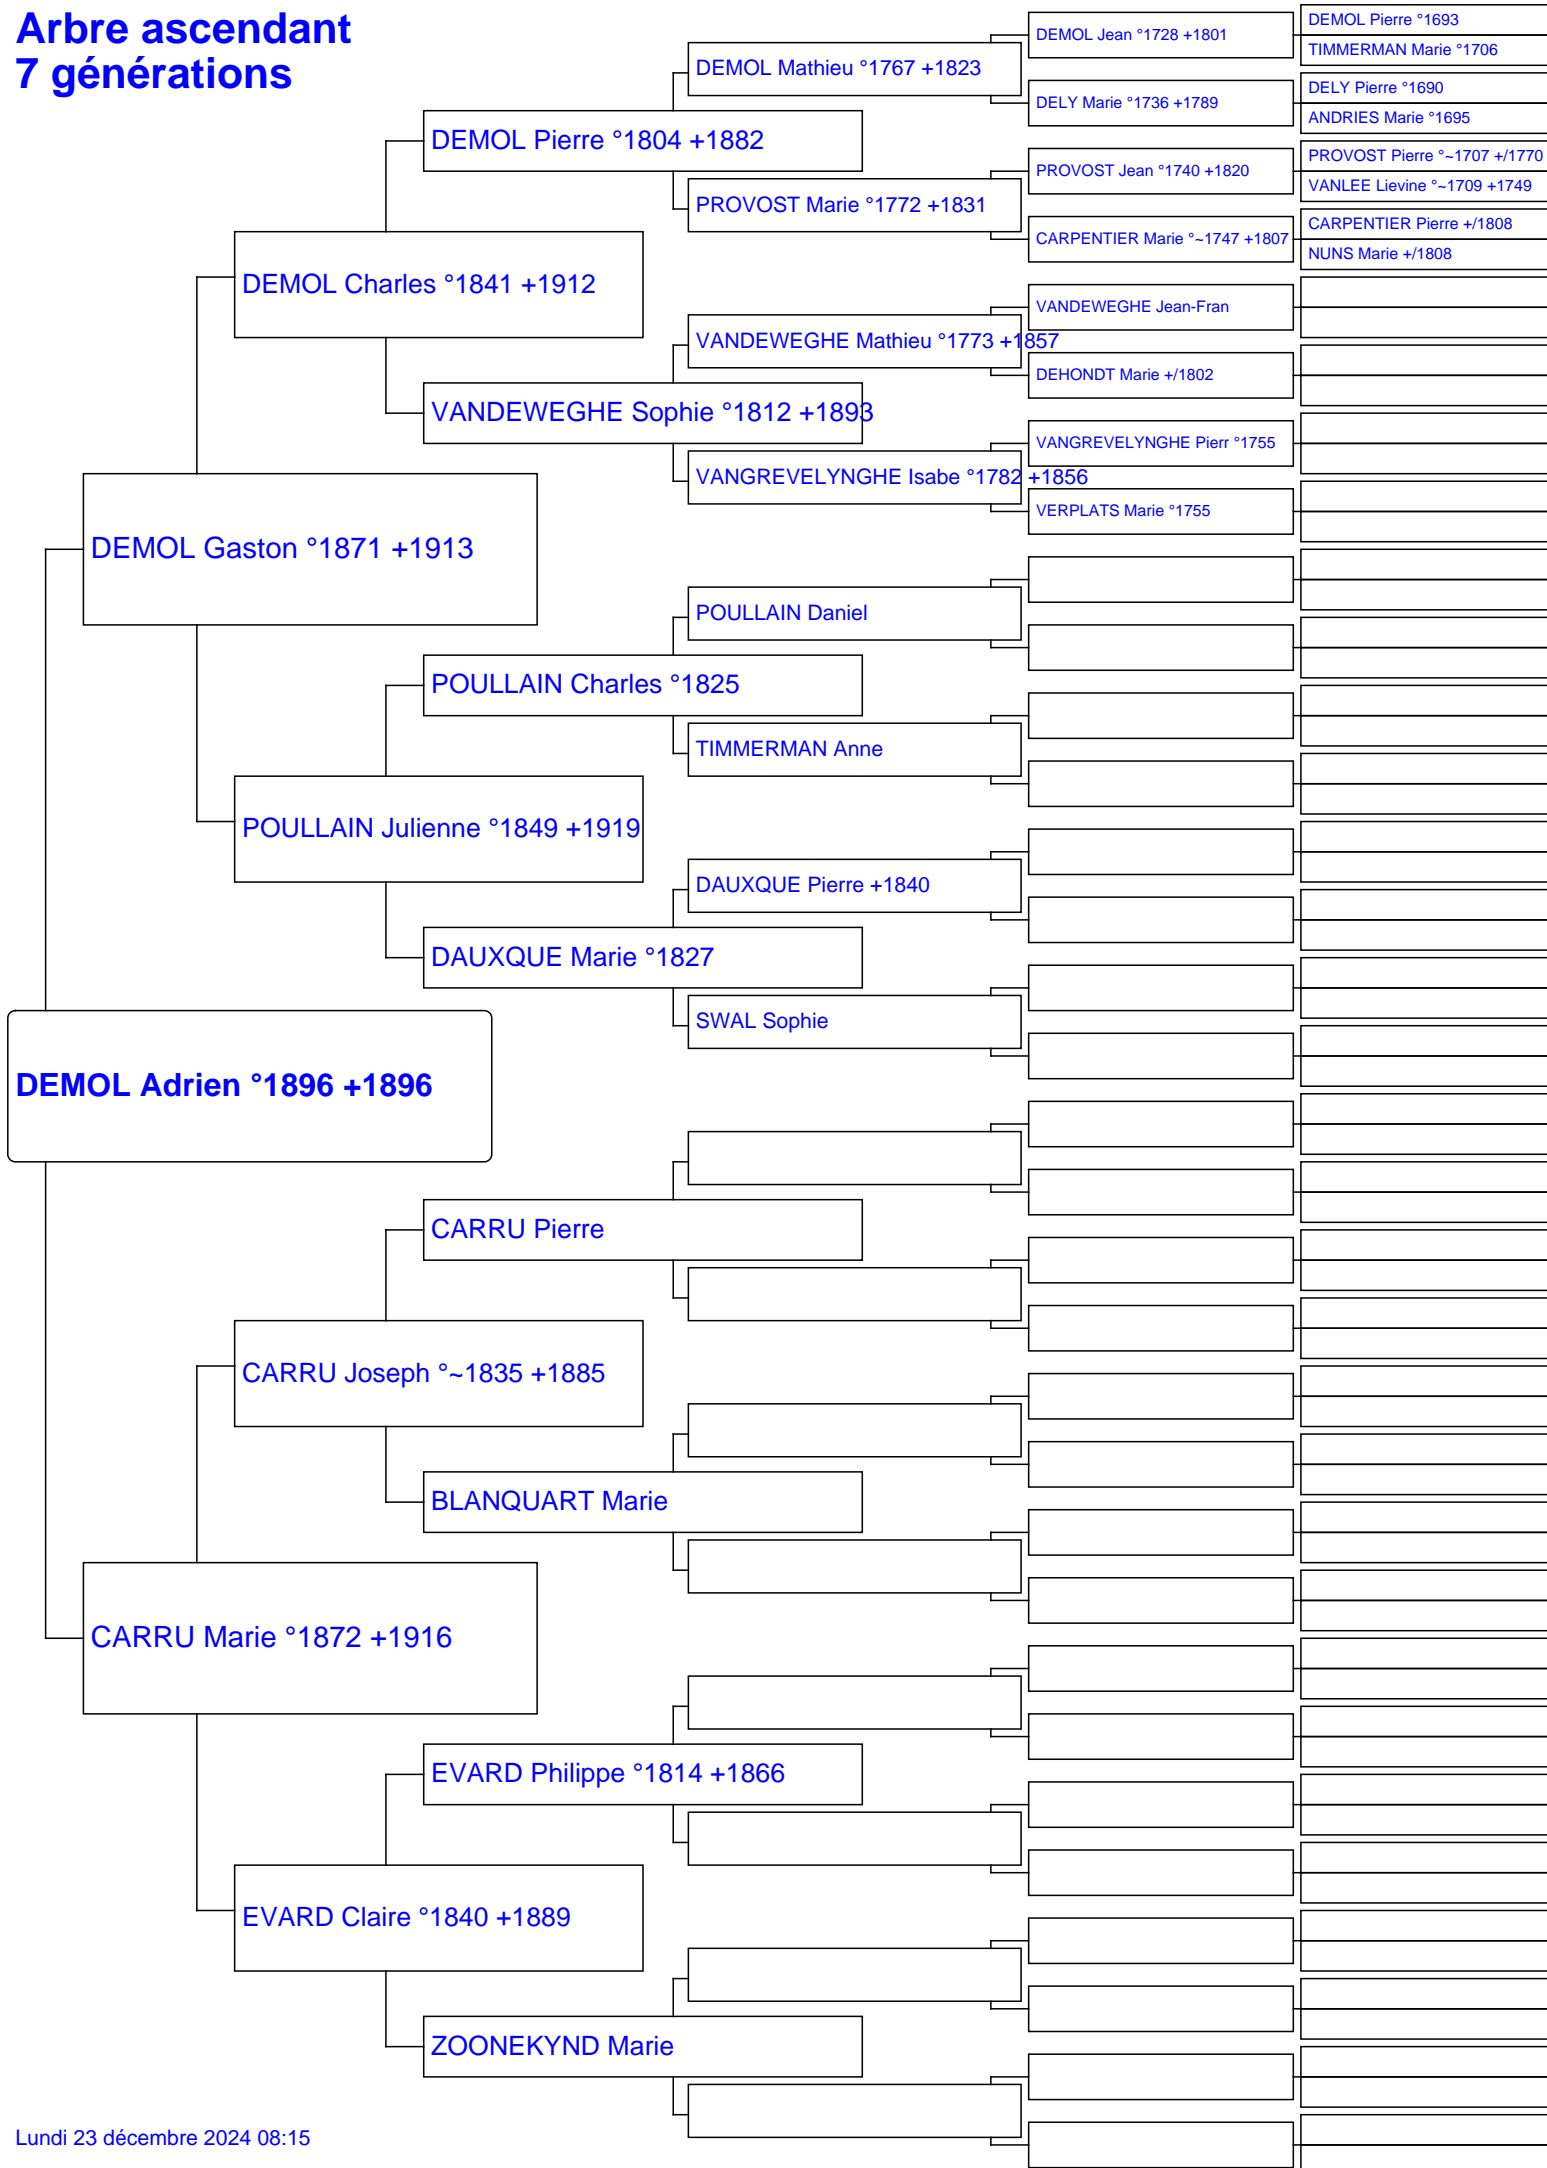 Arbre ascendant
7 générations
DEMOL Adrien °1896 +1896
DEMOL Gaston °1871 +1913
CARRU Marie °1872 +1916
DEMOL Charles °1841 +1912
POULLAIN Julienne °1849 +1919
CARRU Joseph °~1835 +1885
EVARD Claire °1840 +1889
DEMOL Pierre °1804 +1882
VANDEWEGHE Sophie °1812 +1893
POULLAIN Charles °1825
DAUXQUE Marie °1827
CARRU Pierre
BLANQUART Marie
EVARD Philippe °1814 +1866
ZOONEKYND Marie
DEMOL Mathieu °1767 +1823
PROVOST Marie °1772 +1831
VANDEWEGHE Mathieu °1773 +1857
VANGREVELYNGHE Isabe °1782 +1856
POULLAIN Daniel
TIMMERMAN Anne
DAUXQUE Pierre +1840
SWAL Sophie
DEMOL Jean °1728 +1801
DELY Marie °1736 +1789
PROVOST Jean °1740 +1820
CARPENTIER Marie °~1747 +1807
VANDEWEGHE Jean-Fran
DEHONDT Marie +/1802
VANGREVELYNGHE Pierr °1755
VERPLATS Marie °1755
DEMOL Pierre °1693
TIMMERMAN Marie °1706
DELY Pierre °1690
ANDRIES Marie °1695
PROVOST Pierre °~1707 +/1770
VANLEE Lievine °~1709 +1749
CARPENTIER Pierre +/1808
NUNS Marie +/1808
Lundi 23 décembre 2024 08:15